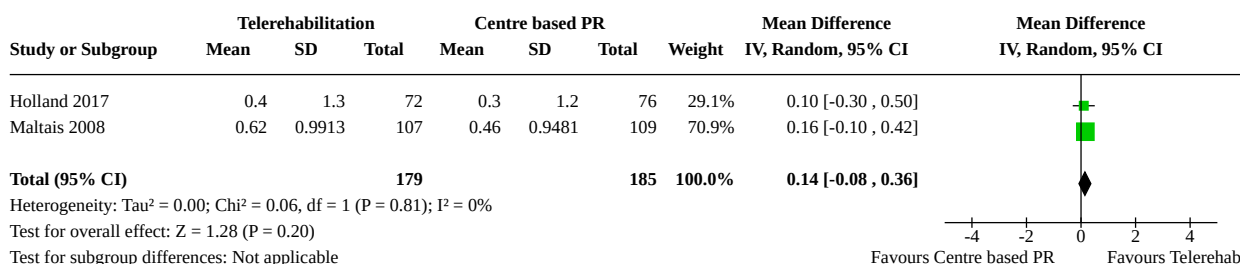 Telerehabilitation Centre based PR Mean Difference Mean Difference
Study or Subgroup Mean SD Total Mean SD Total Weight IV, Random, 95% CI IV, Random, 95% CI
Holland 2017 0.4 1.3 72 0.3 1.2 76 29.1% 0.10 [-0.30 , 0.50]
Maltais 2008 0.62 0.9913 107 0.46 0.9481 109 70.9% 0.16 [-0.10 , 0.42]
Total (95% CI) 179 185 100.0% 0.14 [-0.08 , 0.36]
Heterogeneity: Tau² = 0.00; Chi² = 0.06, df = 1 (P = 0.81); I² = 0%
Test for overall effect: Z = 1.28 (P = 0.20) -4 -2 0 2 4
Test for subgroup differences: Not applicable Favours Centre based PR Favours Telerehab